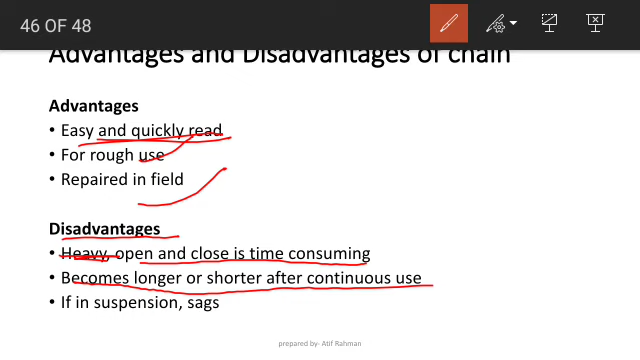 46 OF 48
Advantages and Disadvantages of chain
Advantages
• Easy and quickly read
• For rough use
• Repaired in field
Disadvantages
• Heavy, open and close is time consuming
• Becomes longer or shorter after continuous use
• If in suspension, sags
prepared by- Atif Rahman